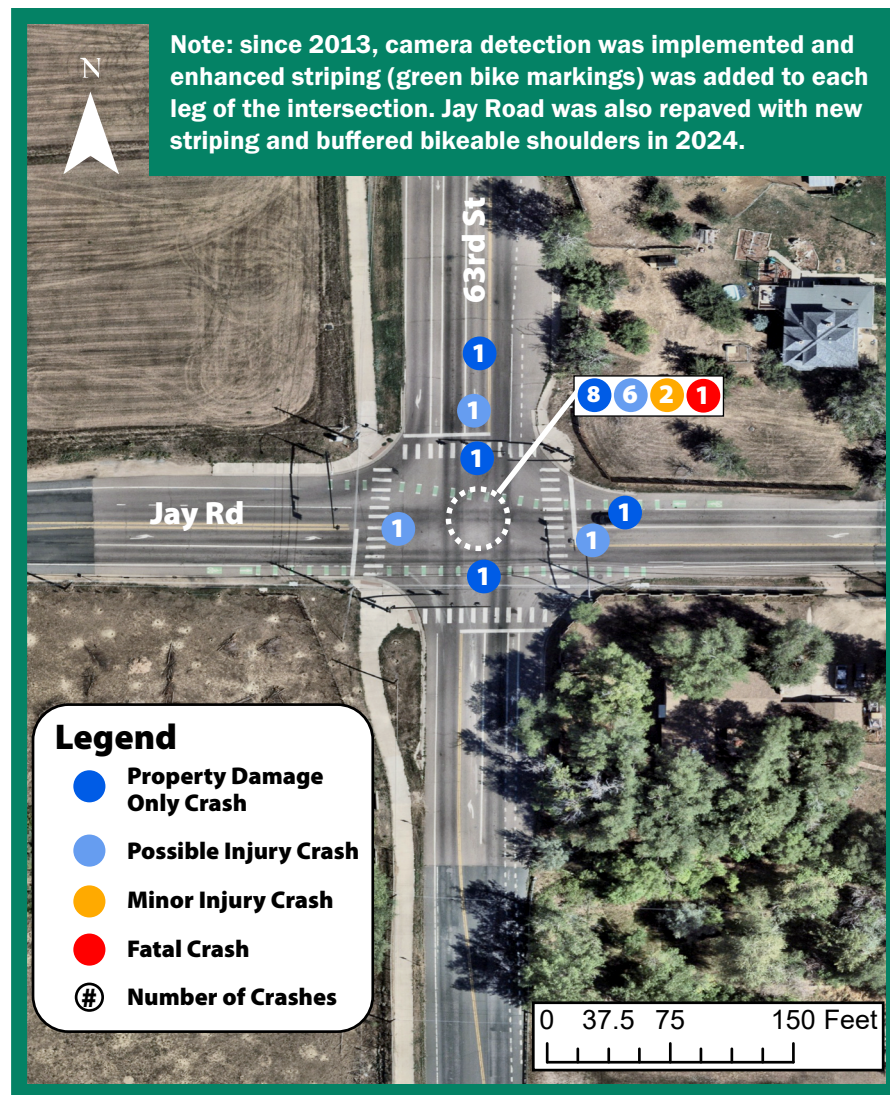 Note: since 2013, camera detection was implemented and
enhanced striping (green bike markings) was added to each
leg of the intersection. Jay Road was also repaved with new
striping and buffered bikeable shoulders in 2024.
N
63rd St
1
1
8 6 2 1
1
Jay Rd
1
1
1
1
Legend
Property Damage
Only Crash
Possible Injury Crash
Minor Injury Crash
Fatal Crash
# Number of Crashes
0 37.5 75 150 Feet